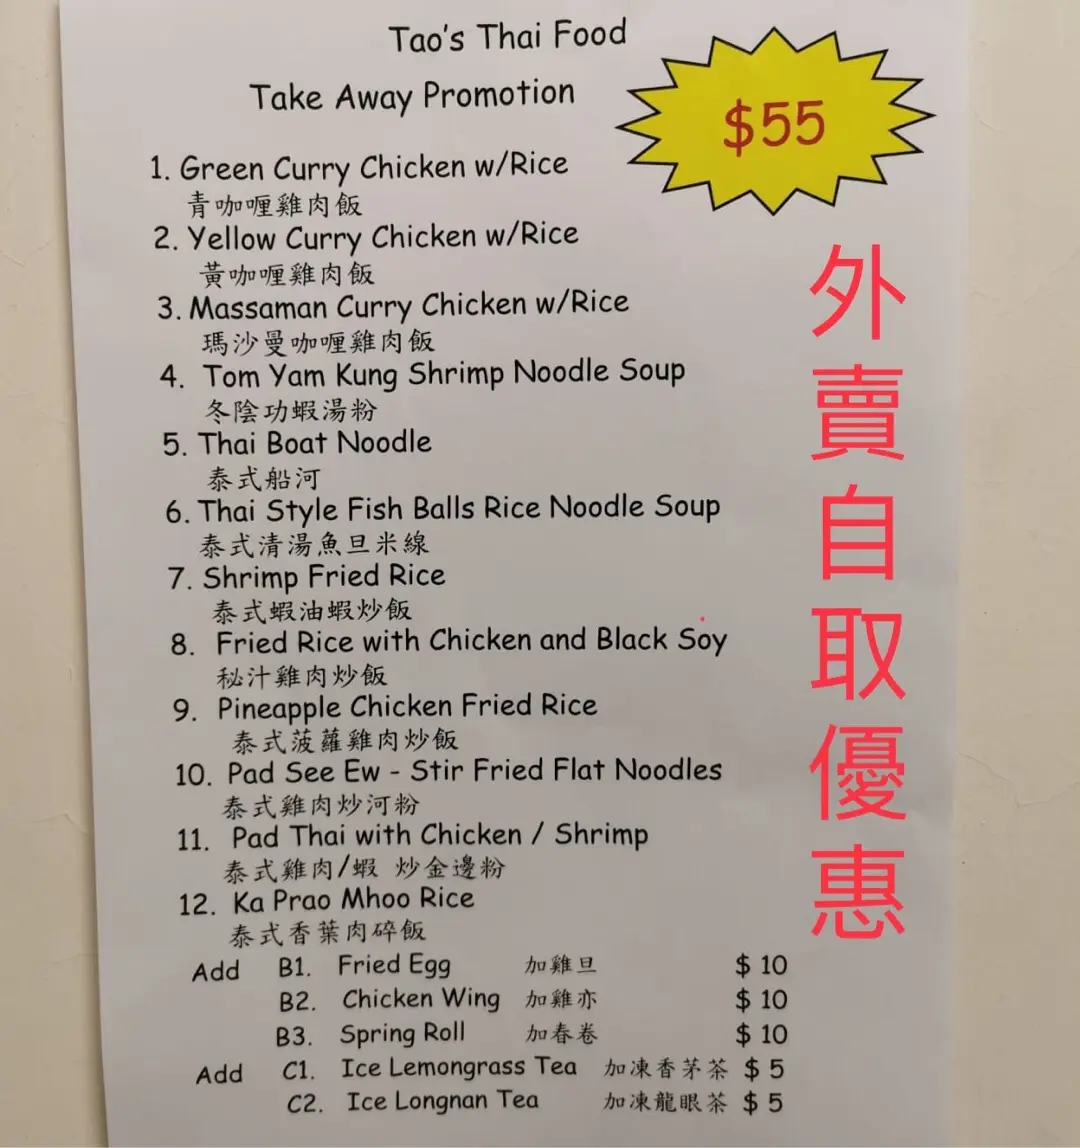 Tao's Thai Food
Take Away Promotion
$55
1. Green Curry Chicken w/Rice
青咖喱雞肉飯
2. Yellow Curry Chicken w/Rice
黃咖喱雞肉飯
3. Massaman Curry Chicken w/Rice
瑪沙曼咖喱雞肉飯
4. Tom Yam Kung Shrimp Noodle Soup
冬陰功蝦湯粉
5. Thai Boat Noodle
泰式船河
6. Thai Style Fish Balls Rice Noodle Soup
泰式清湯魚旦米線
7. Shrimp Fried Rice
泰式蝦油蝦炒飯
8. Fried Rice with Chicken and Black Soy
秘汁雞肉炒飯
9. Pineapple Chicken Fried Rice
泰式菠蘿雞肉炒飯
10. Pad See Ew - Stir Fried Flat Noodles
泰式雞肉炒河粉
11. Pad Thai with Chicken / Shrimp
泰式雞肉/蝦 炒金邊粉
12. Ka Prao Mhoo Rice
泰式香葉肉碎飯
Add B1. Fried Egg 加雞旦 $ 10
B2. Chicken Wing 加雞亦 $ 10
B3. Spring Roll 加春卷 $ 10
Add C1. Ice Lemongrass Tea 加凍香茅茶 $ 5
C2. Ice Longnan Tea 加凍龍眼茶 $ 5
外賣自取優惠